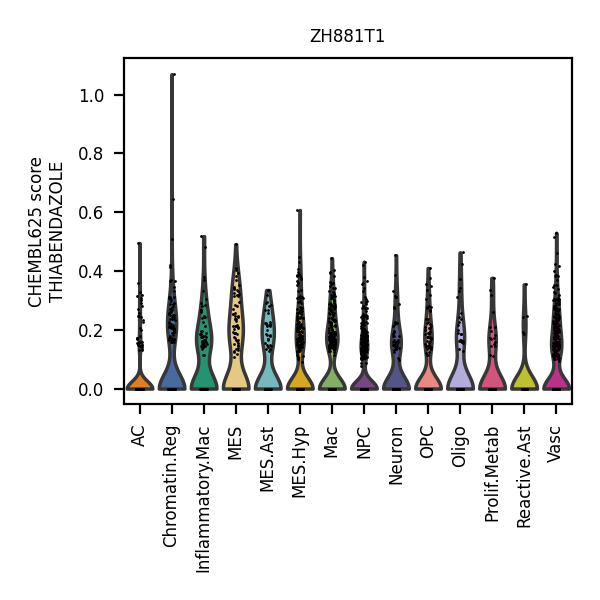 ZH881T1
CHEMBL625 score
THIABENDAZOLE
1.0
0.8
0.6
0.4
0.2
0.0
AC
Chromatin.Reg
Inflammatory.Mac
MES
MES.Ast
MES.Hyp
Mac
NPC
Neuron
OPC
Oligo
Prolif.Metab
Reactive.Ast
Vasc